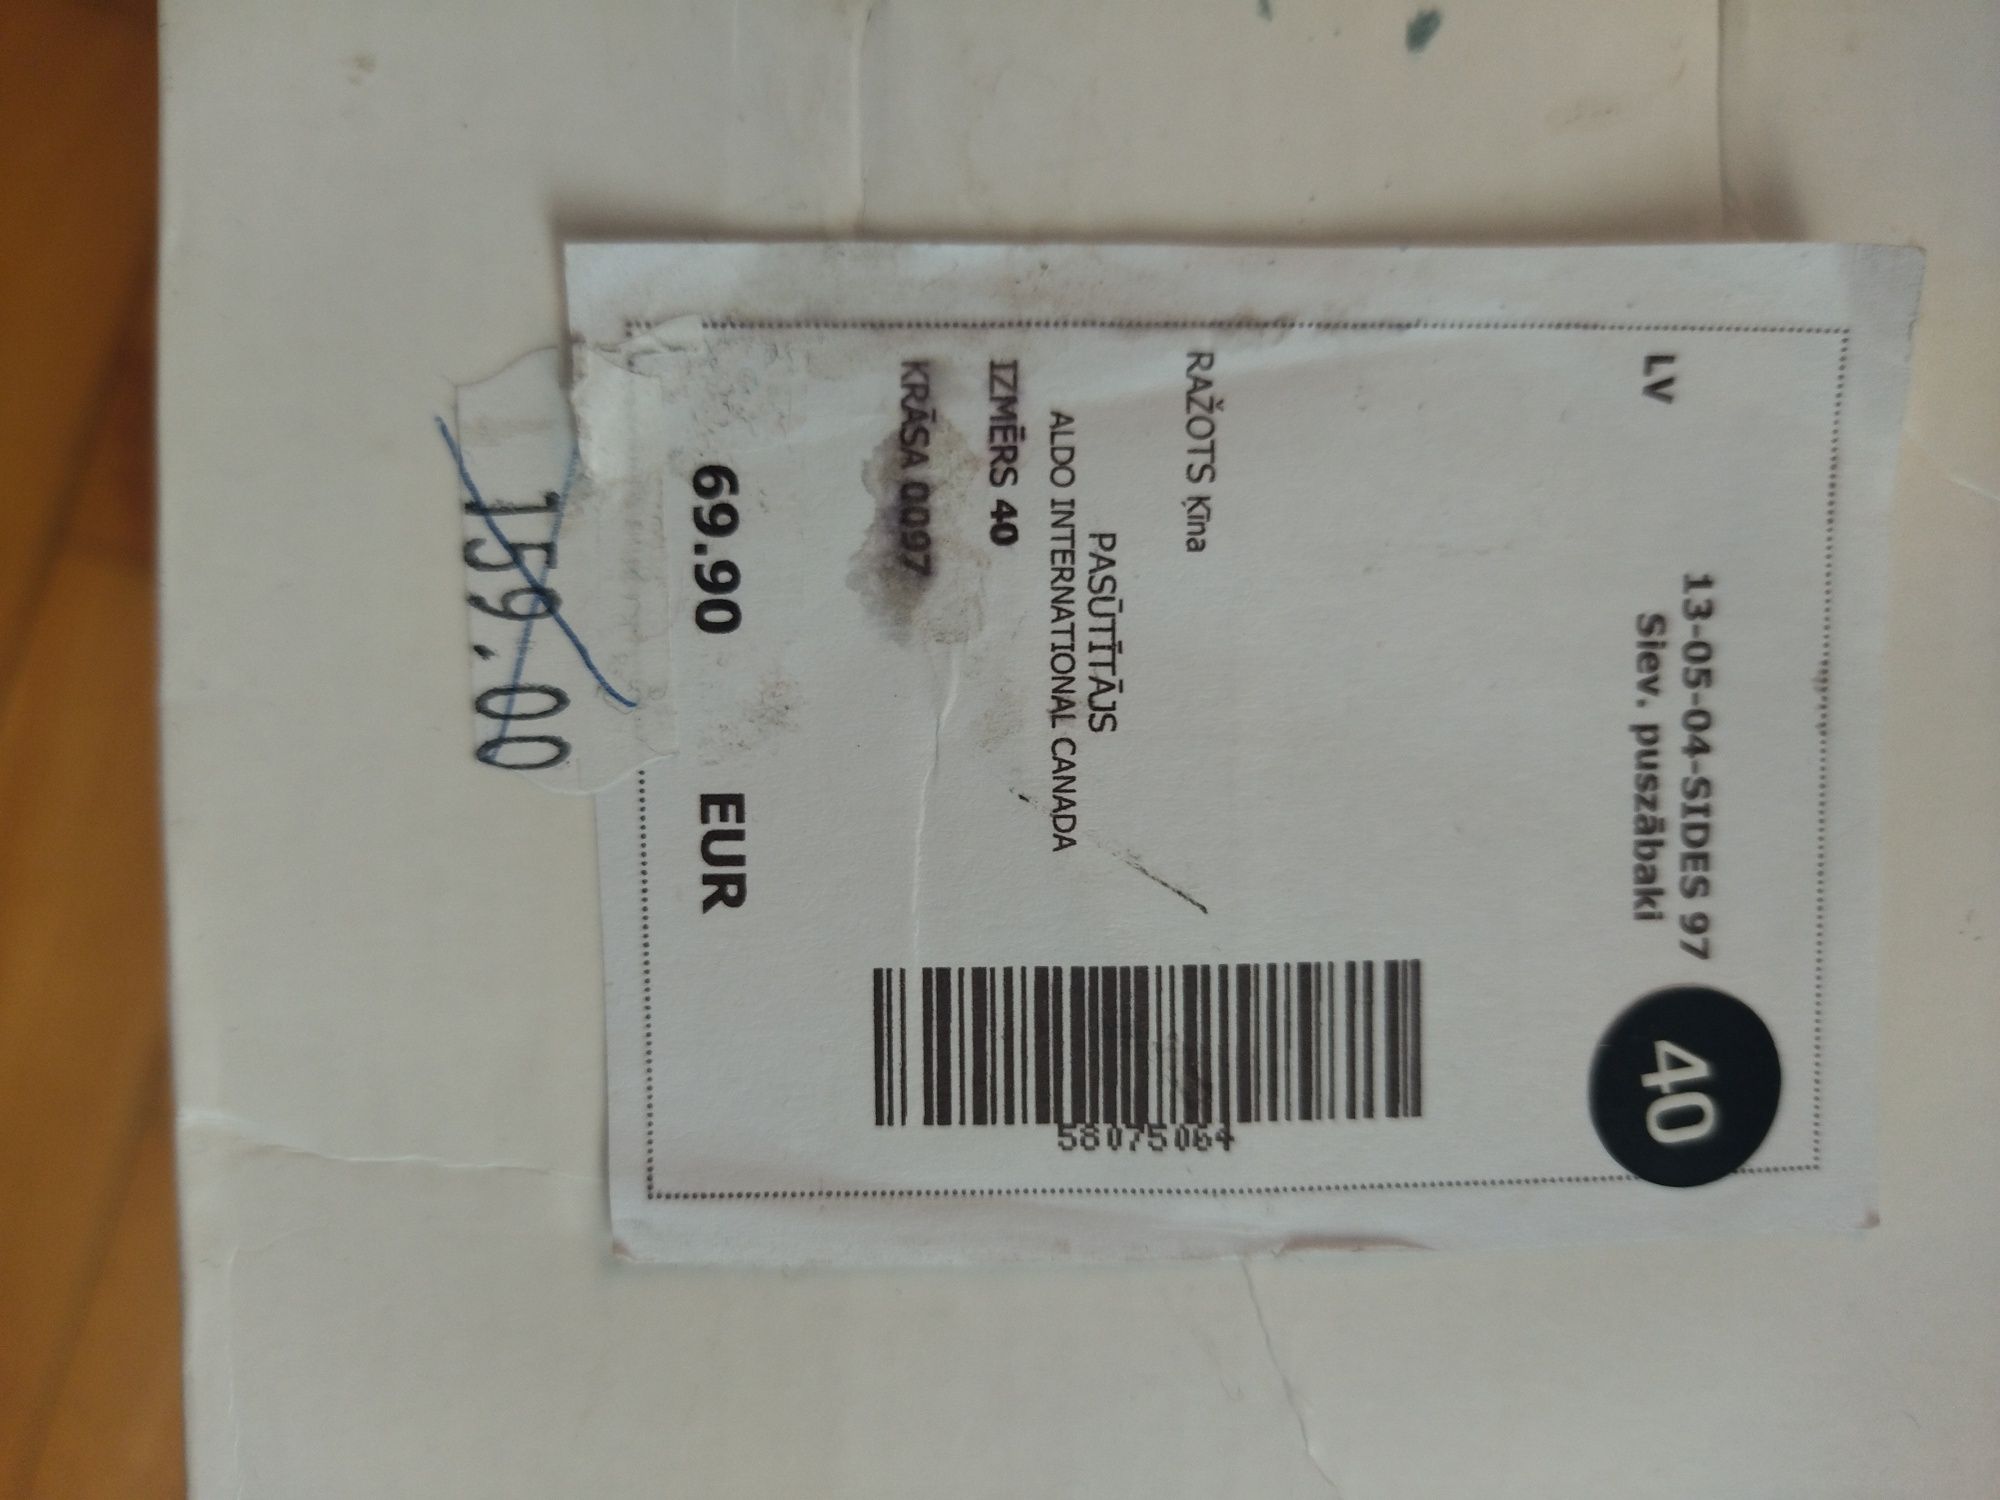 LV
13-05-04-SIDES 97
Siev. puszābaki
40
RAŽOTS Ķīna
PASŪTĪTĀJS
ALDO INTERNATIONAL CANADA
IZMĒRS 40
KRĀSA 0097
58075064
69.90 EUR
159.00